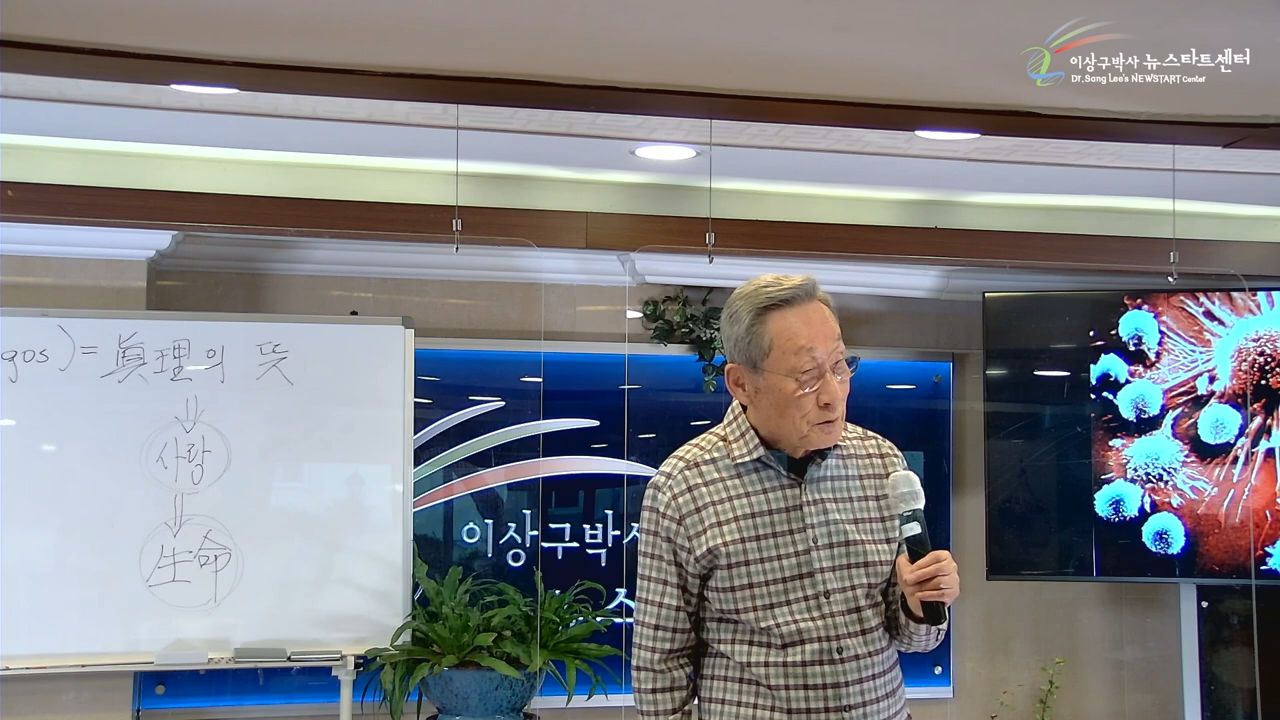 이상구박사 뉴스타트센터
Dr. Sang Lee's NEWSTART Center
gos) = 眞理의 뜻
⇓
사랑
⇓
生命
이상구박사